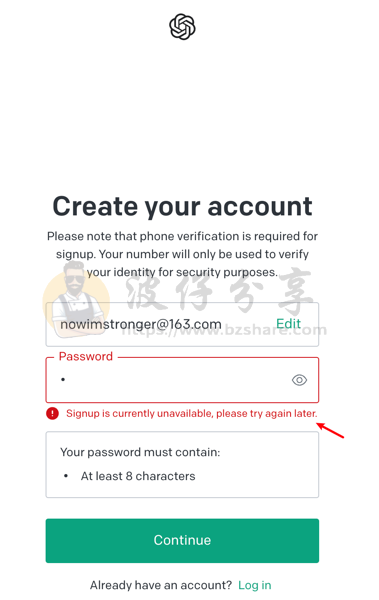 Create your account
Please note that phone verification is required for
signup. Your number will only be used to verify
your identity for security purposes.
波仔分享
nowimstronger@163.com
Edit
https://www.bzshare.com
Password
•
Signup is currently unavailable, please try again later.
Your password must contain:
• At least 8 characters
Continue
Already have an account? Log in